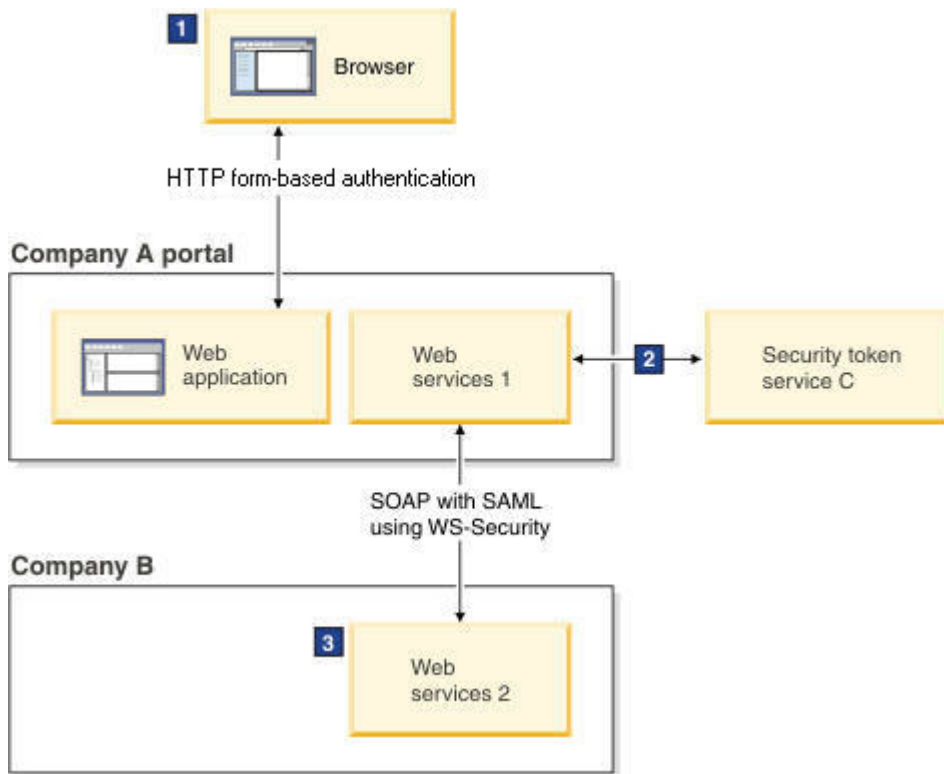 1
Browser
HTTP form-based authentication
Company A portal
Web
application
Web
services 1
2
Security token
service C
SOAP with SAML
using WS-Security
Company B
3
Web
services 2